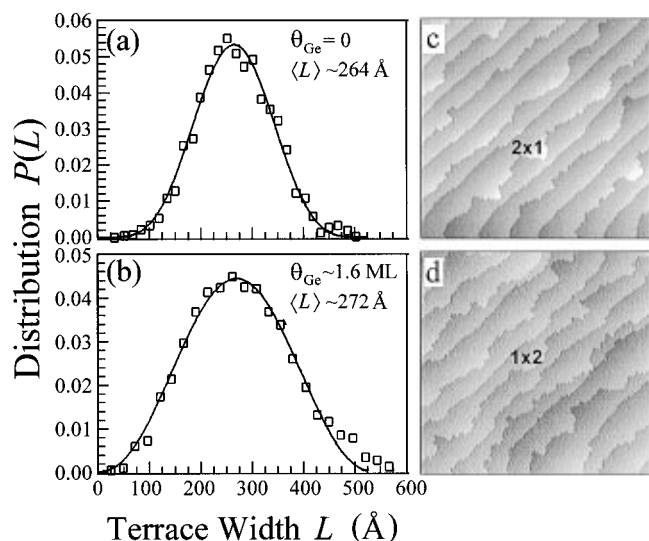 (a)
θGe = 0
⟨L⟩ ~264 Å
0.06
0.05
0.04
0.03
0.02
0.01
0.00
(b)
θGe~1.6 ML
⟨L⟩ ~272 Å
0.05
0.04
0.03
0.02
0.01
0.00
0 100 200 300 400 500 600
Distribution P(L)
Terrace Width L (Å)
c
2x1
d
1x2